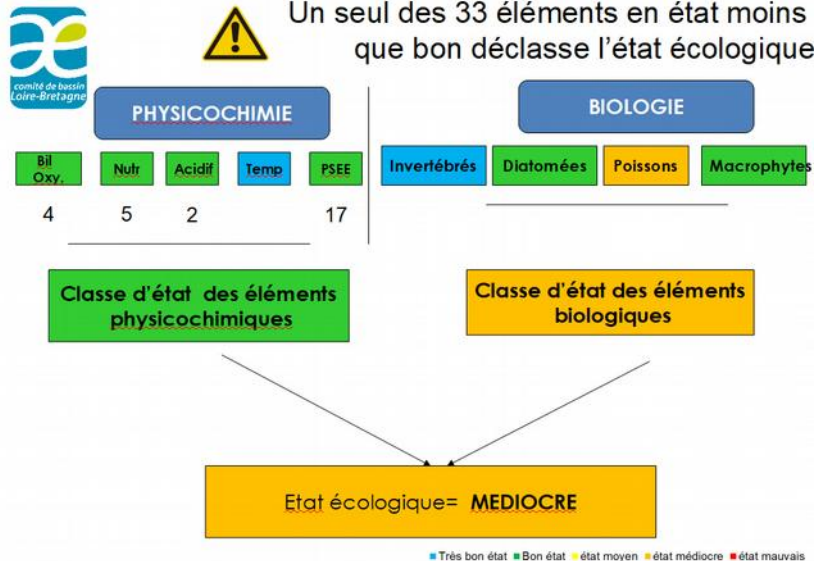 Un seul des 33 éléments en état moins
que bon déclasse l’état écologique
comité de bassin
Loire-Bretagne
PHYSICOCHIMIE
BIOLOGIE
Bil
Oxy,
Nutr
Acidif
Temp
PSEE
Invertébrés
Diatomées
Poissons
Macrophytes
4
5
2
17
Classe d’état des éléments
physicochimiques
Classe d’état des éléments
biologiques
Etat écologique= MEDIOCRE
Très bon état Bon état état moyen état médiocre état mauvais